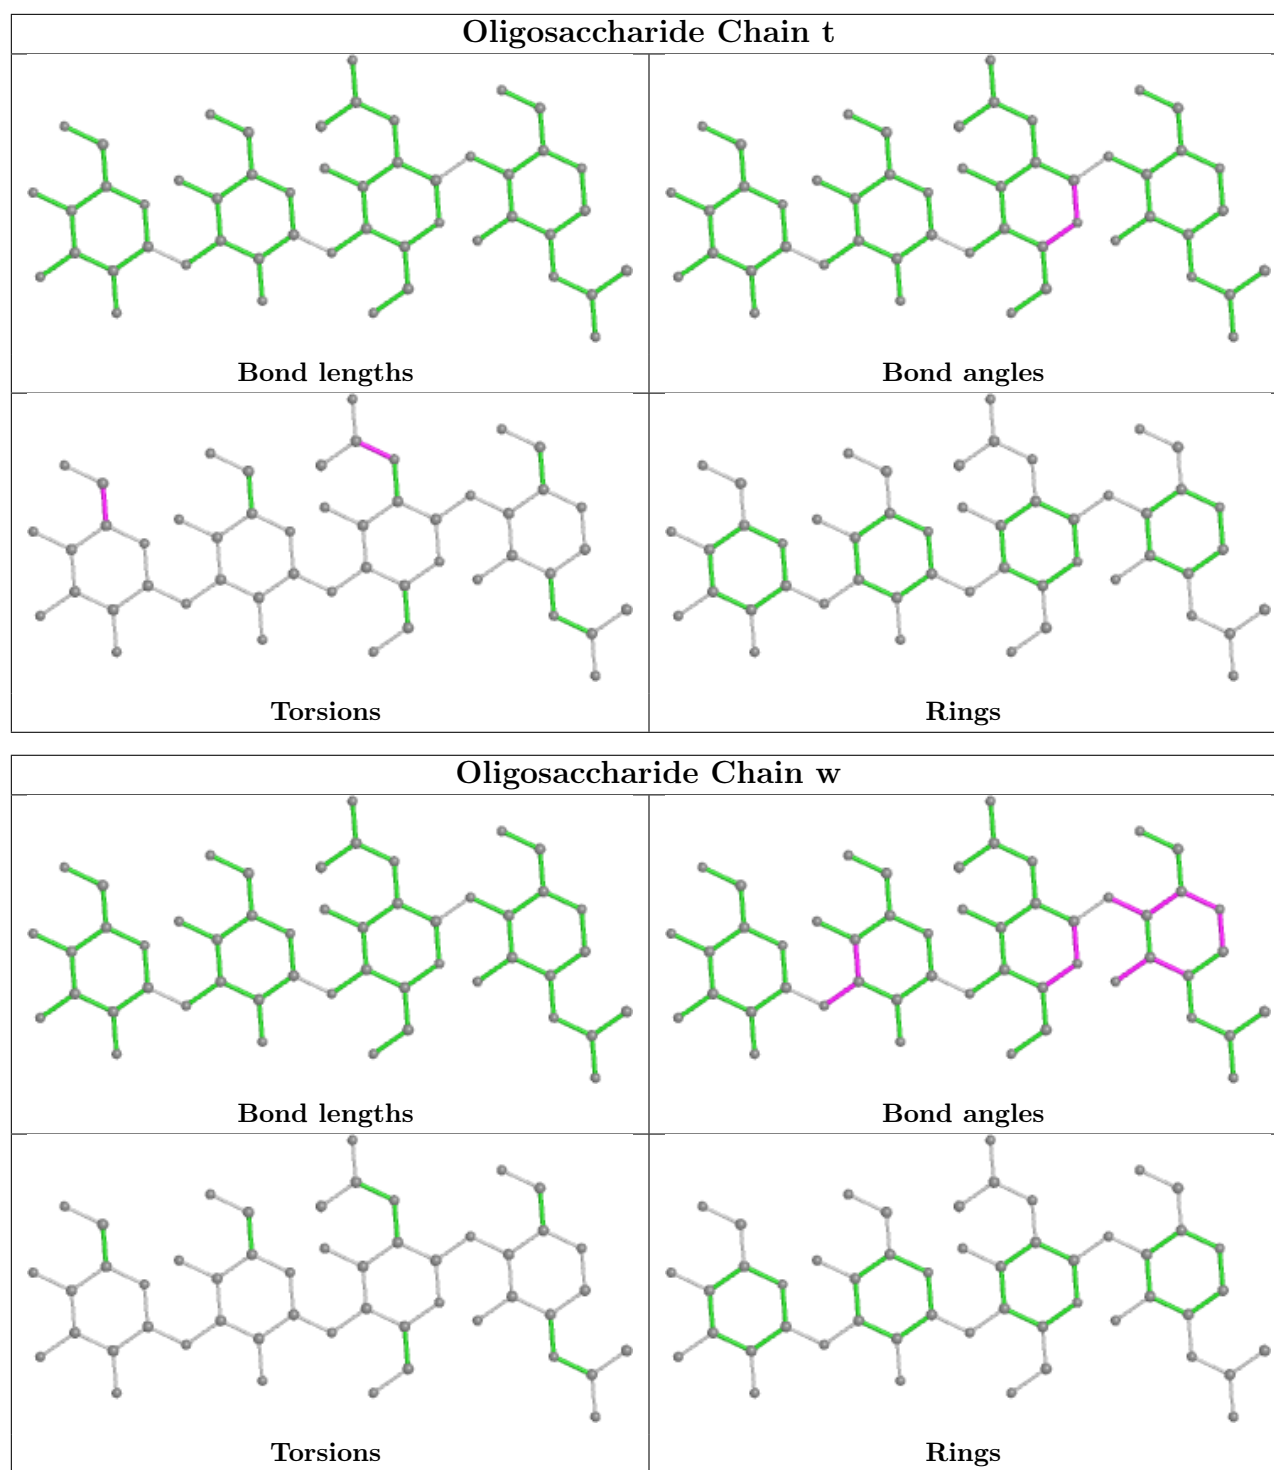 Oligosaccharide Chain t
Bond lengths
Bond angles
Torsions
Rings
Oligosaccharide Chain w
Bond lengths
Bond angles
Torsions
Rings